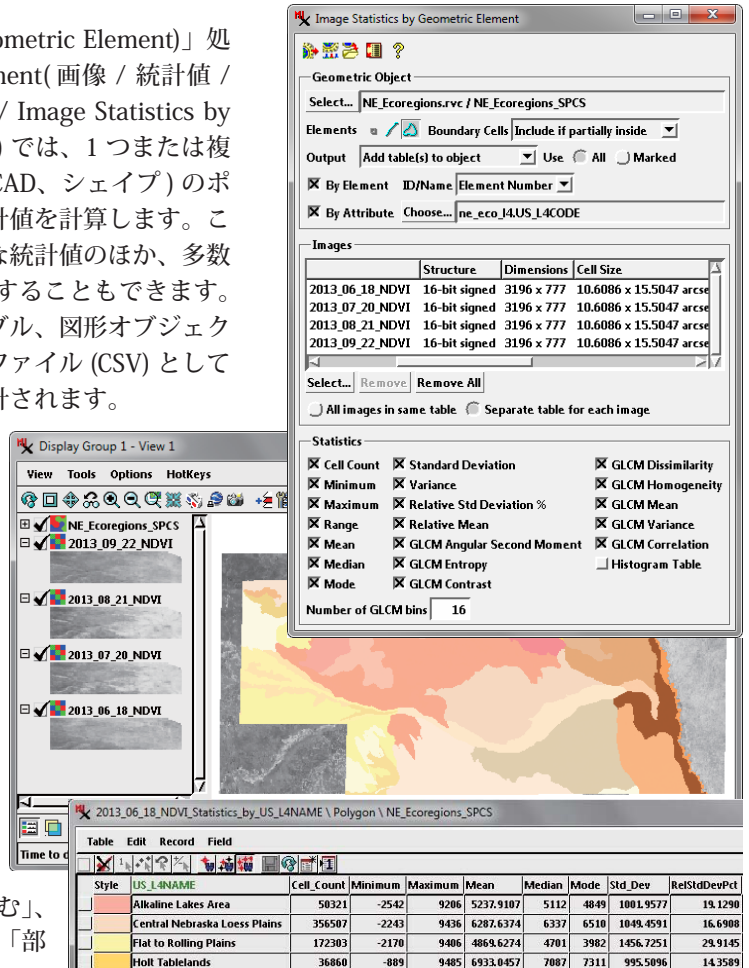 ometric Element)」処
ment( 画像 / 統計値 /
/ Image Statistics by
) では、1 つまたは複
CAD、シェイプ ) のポ
計値を計算します。こ
な統計値のほか、多数
することもできます。
ブル、図形オブジェク
ファイル (CSV) として
計されます。
Image Statistics by Geometric Element
Geometric Object
Select... NE_Ecoregions.rvc / NE_Ecoregions_SPCS
Elements Boundary Cells Include if partially inside
Output Add table(s) to object Use All Marked
By Element ID/Name Element Number
By Attribute Choose... ne_eco_l4.US_L4CODE
Images
Structure Dimensions Cell Size
2013_06_18_NDVI 16-bit signed 3196 x 777 10.6086 x 15.5047 arcse
2013_07_20_NDVI 16-bit signed 3196 x 777 10.6086 x 15.5047 arcse
2013_08_21_NDVI 16-bit signed 3196 x 777 10.6086 x 15.5047 arcse
2013_09_22_NDVI 16-bit signed 3196 x 777 10.6086 x 15.5047 arcse
Select... Remove Remove All
All images in same table Separate table for each image
Statistics
Cell Count Standard Deviation GLCM Dissimilarity
Minimum Variance GLCM Homogeneity
Maximum Relative Std Deviation % GLCM Mean
Range Relative Mean GLCM Variance
Mean GLCM Angular Second Moment GLCM Correlation
Median GLCM Entropy Histogram Table
Mode GLCM Contrast
Number of GLCM bins 16
Display Group 1 - View 1
View Tools Options HotKeys
NE_Ecoregions_SPCS
2013_09_22_NDVI
2013_08_21_NDVI
2013_07_20_NDVI
2013_06_18_NDVI
Time to d
む」、
「部
2013_06_18_NDVI_Statistics_by_US_L4NAME \ Polygon \ NE_Ecoregions_SPCS
Table Edit Record Field
Style US_L4NAME Cell_Count Minimum Maximum Mean Median Mode Std_Dev RelStdDevPct
Alkaline Lakes Area 50321 -2542 9206 5237.9107 5112 4849 1001.9577 19.1290
Central Nebraska Loess Plains 356507 -2243 9436 6287.6374 6337 6510 1049.4591 16.6908
Flat to Rolling Plains 172303 -2170 9406 4869.6274 4701 3982 1456.7251 29.9145
Holt Tablelands 36860 -889 9485 6933.0457 7087 7311 995.5096 14.3589